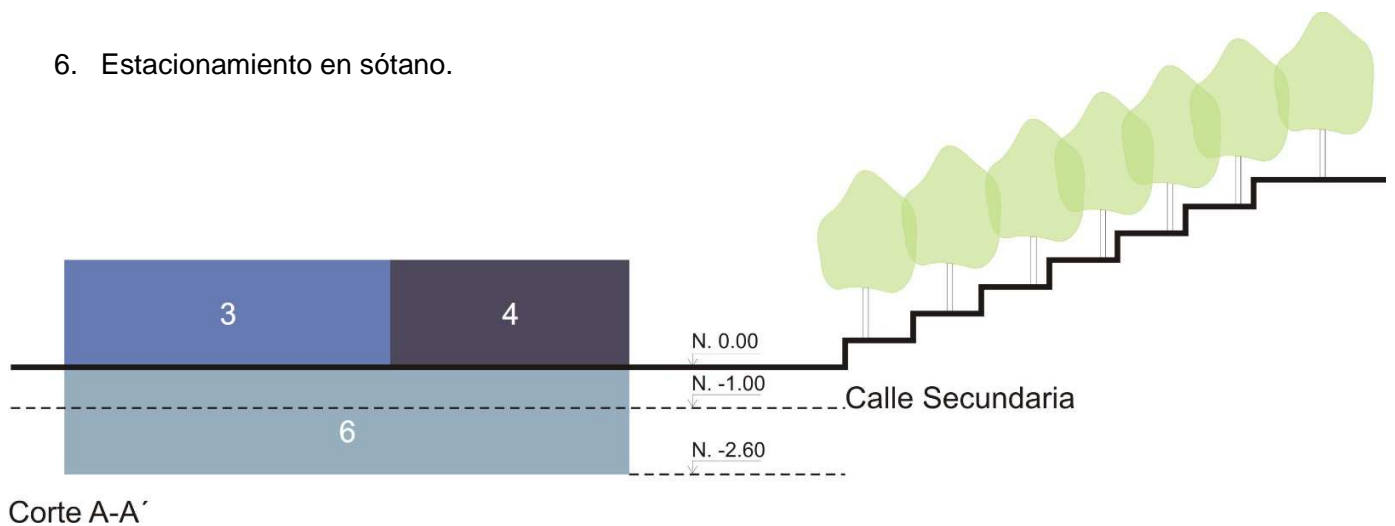 6. Estacionamiento en sótano.
3
4
N. 0.00
N. -1.00
Calle Secundaria
6
N. -2.60
Corte A-A´